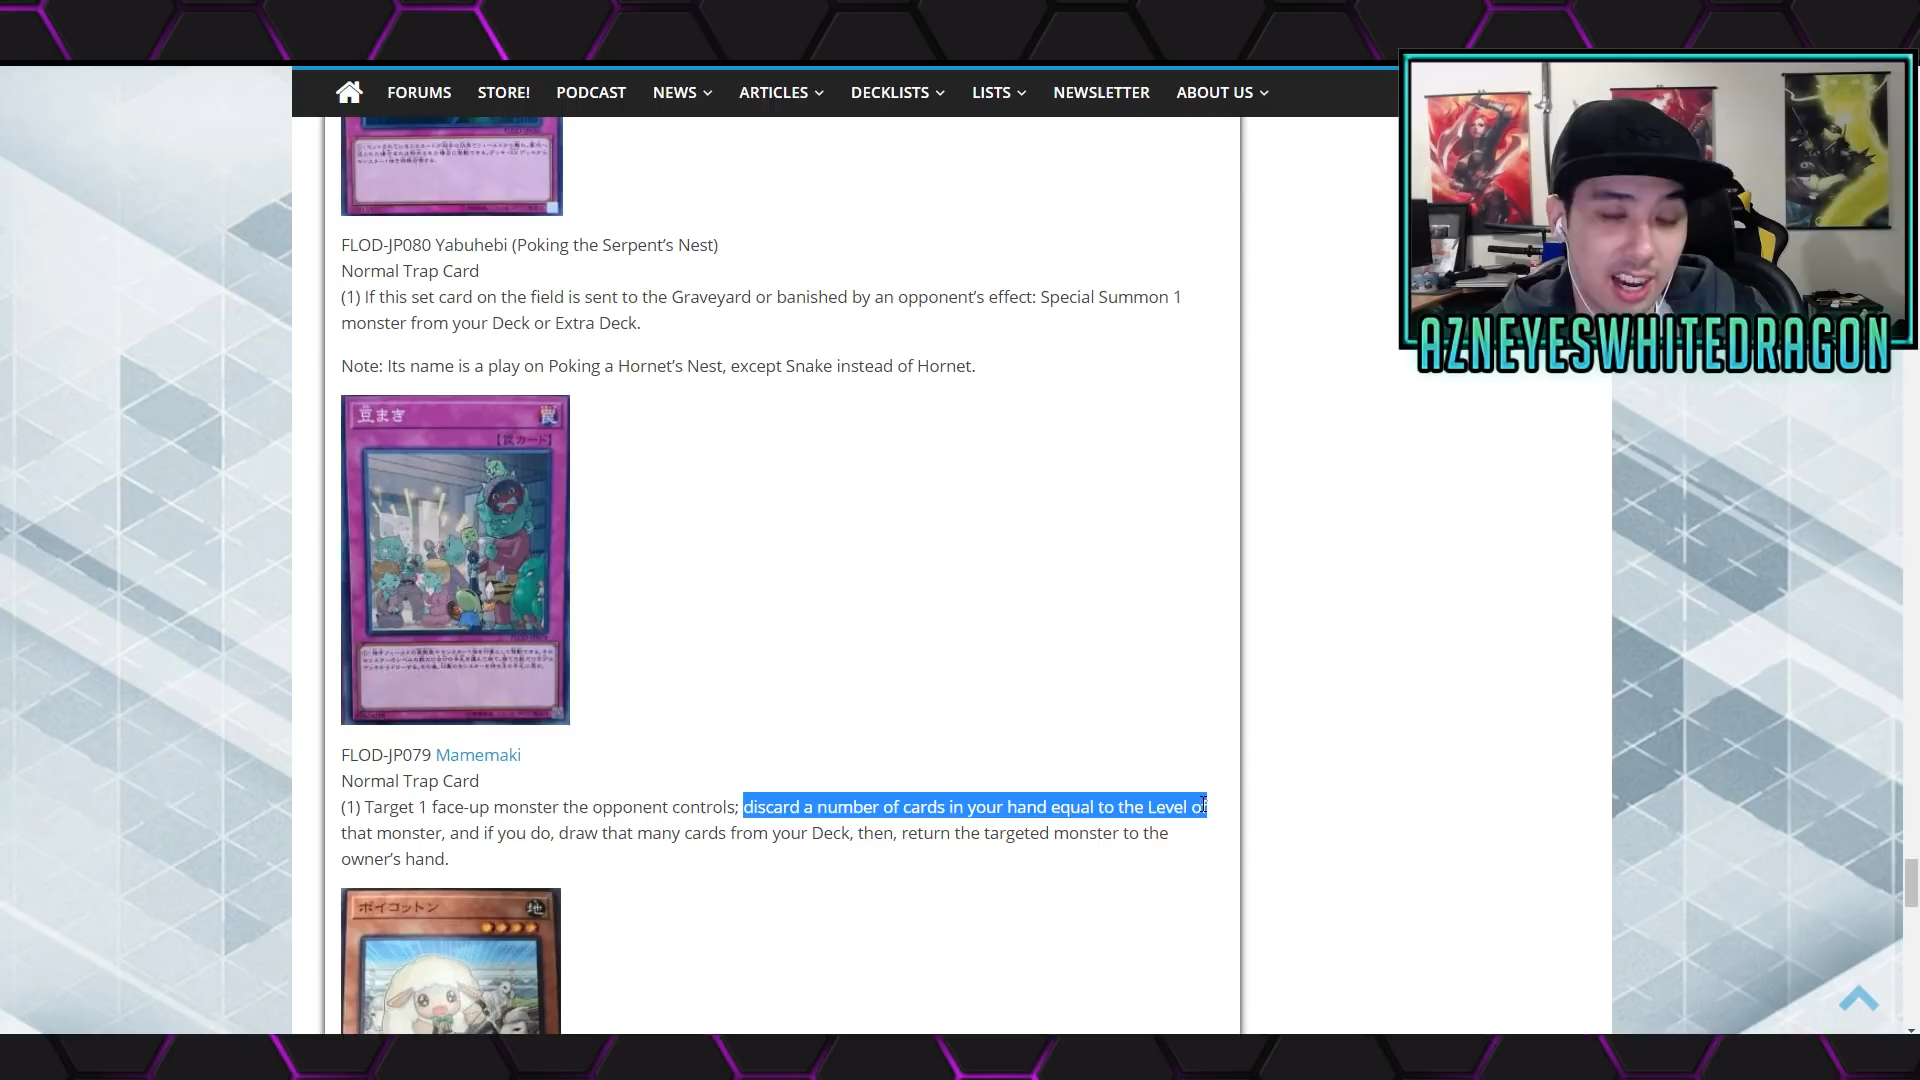 FORUMS STORE! PODCAST NEWS ARTICLES DECKLISTS LISTS NEWSLETTER ABOUT US
AZNEYESWHITEDRAGON
FLOD-JP080 Yabuhebi (Poking the Serpent’s Nest)
Normal Trap Card
(1) If this set card on the field is sent to the Graveyard or banished by an opponent’s effect: Special Summon 1
monster from your Deck or Extra Deck.
Note: Its name is a play on Poking a Hornet’s Nest, except Snake instead of Hornet.
豆まき
罠
【罠カード】
FLOD-JP079 Mamemaki
Normal Trap Card
(1) Target 1 face-up monster the opponent controls; discard a number of cards in your hand equal to the Level of
that monster, and if you do, draw that many cards from your Deck, then, return the targeted monster to the
owner’s hand.
ボイコットン
地